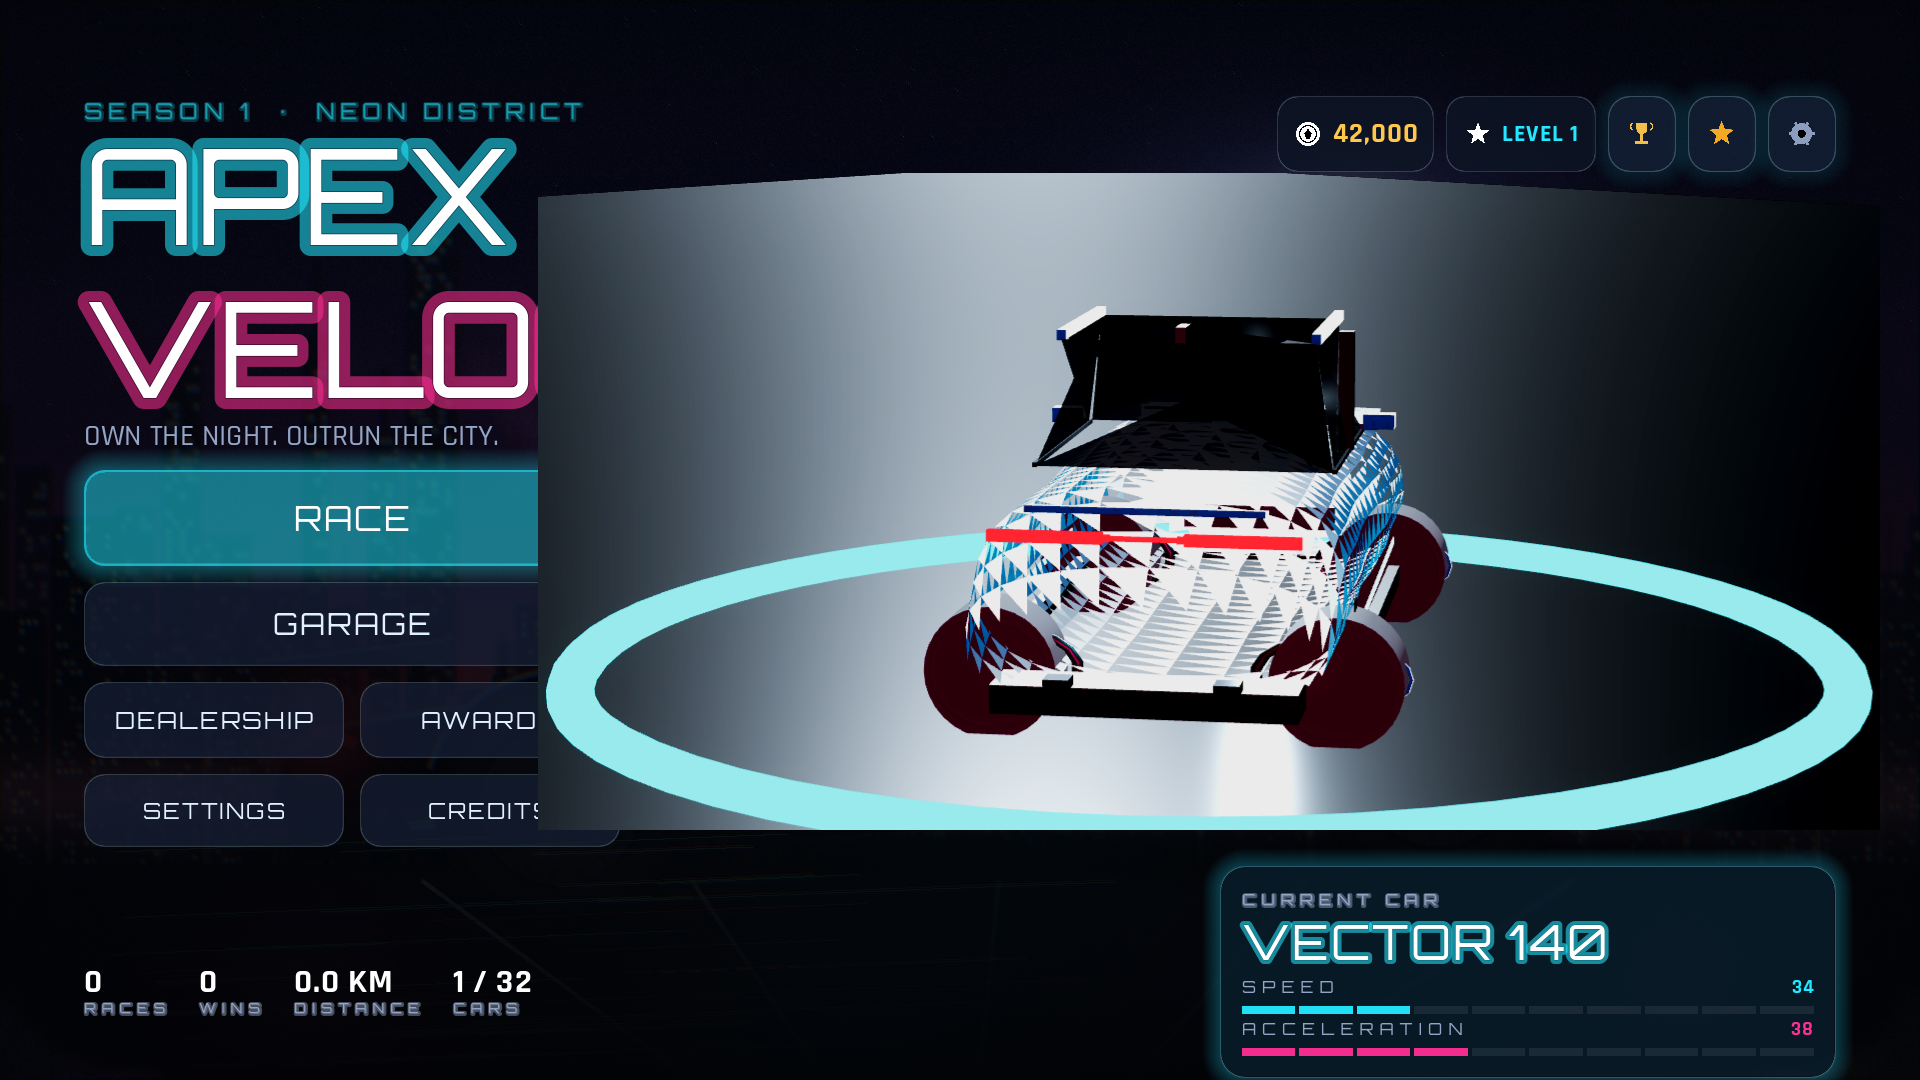 SEASON 1 · NEON DISTRICT
42,000
LEVEL 1
APEX
VELO
OWN THE NIGHT. OUTRUN THE CITY.
RACE
GARAGE
DEALERSHIP
AWARD
SETTINGS
CREDITS
CURRENT CAR
VECTOR 140
SPEED 34
ACCELERATION 38
0 RACES
0 WINS
0.0 KM DISTANCE
1 / 32 CARS